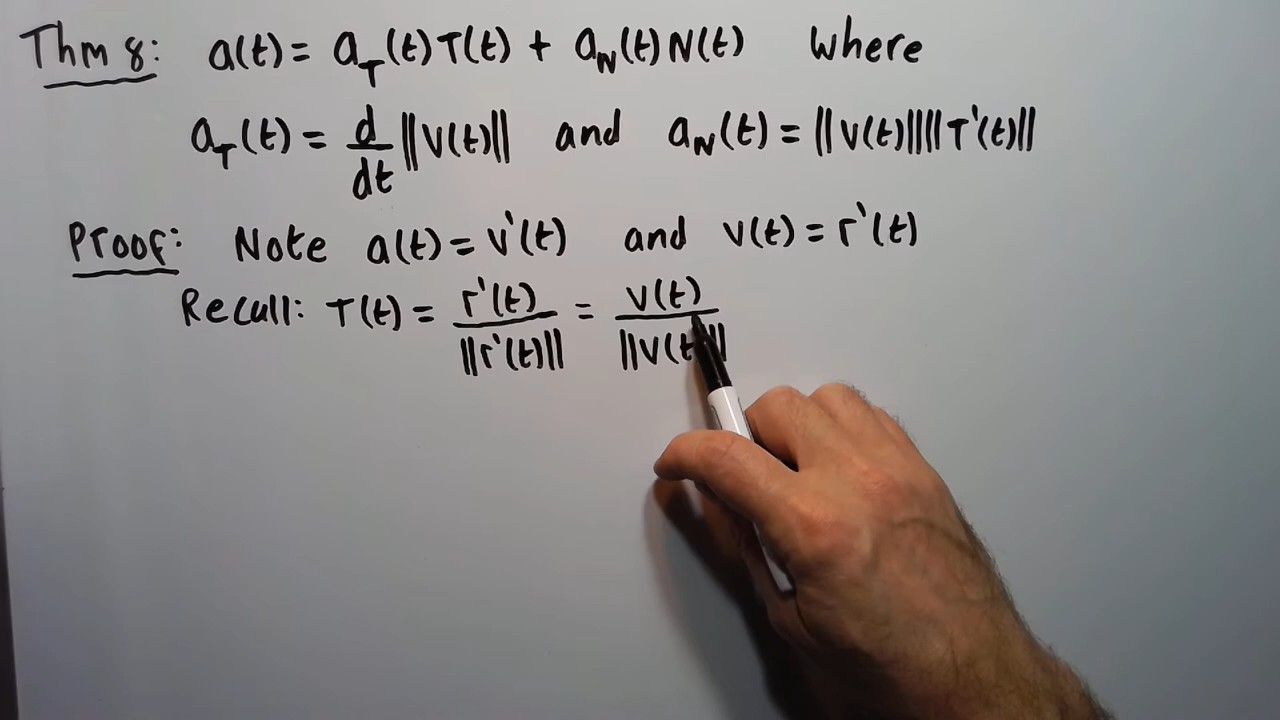 Thm 8: a(t) = a_T(t) T(t) + a_N(t) N(t) where
a_T(t) = d/dt ||v(t)|| and a_N(t) = ||v(t)|| ||T'(t)||
Proof: Note a(t) = v'(t) and v(t) = r'(t)
Recall: T(t) = r'(t)/||r'(t)|| = v(t)/||v(t)||